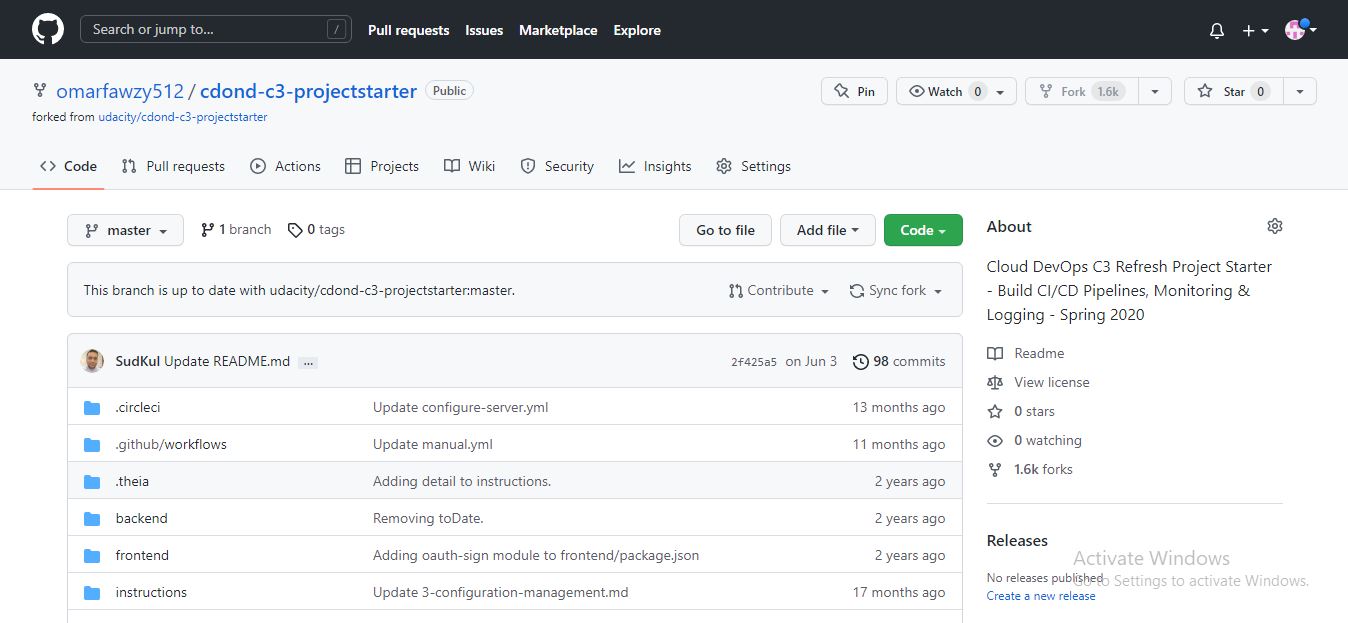 Search or jump to... /
Pull requests Issues Marketplace Explore
omarfawzy512 / cdond-c3-projectstarter Public
Pin Watch 0 Fork 1.6k Star 0
forked from udacity/cdond-c3-projectstarter
Code Pull requests Actions Projects Wiki Security Insights Settings
master 1 branch 0 tags Go to file Add file Code
This branch is up to date with udacity/cdond-c3-projectstarter:master. Contribute Sync fork
SudKul Update README.md ... 2f425a5 on Jun 3 98 commits
.circleci Update configure-server.yml 13 months ago
.github/workflows Update manual.yml 11 months ago
.theia Adding detail to instructions. 2 years ago
backend Removing toDate. 2 years ago
frontend Adding oauth-sign module to frontend/package.json 2 years ago
instructions Update 3-configuration-management.md 17 months ago
About
Cloud DevOps C3 Refresh Project Starter
- Build CI/CD Pipelines, Monitoring &
Logging - Spring 2020
Readme
View license
0 stars
0 watching
1.6k forks
Releases
No releases published
Create a new release
Activate Windows
Go to Settings to activate Windows.